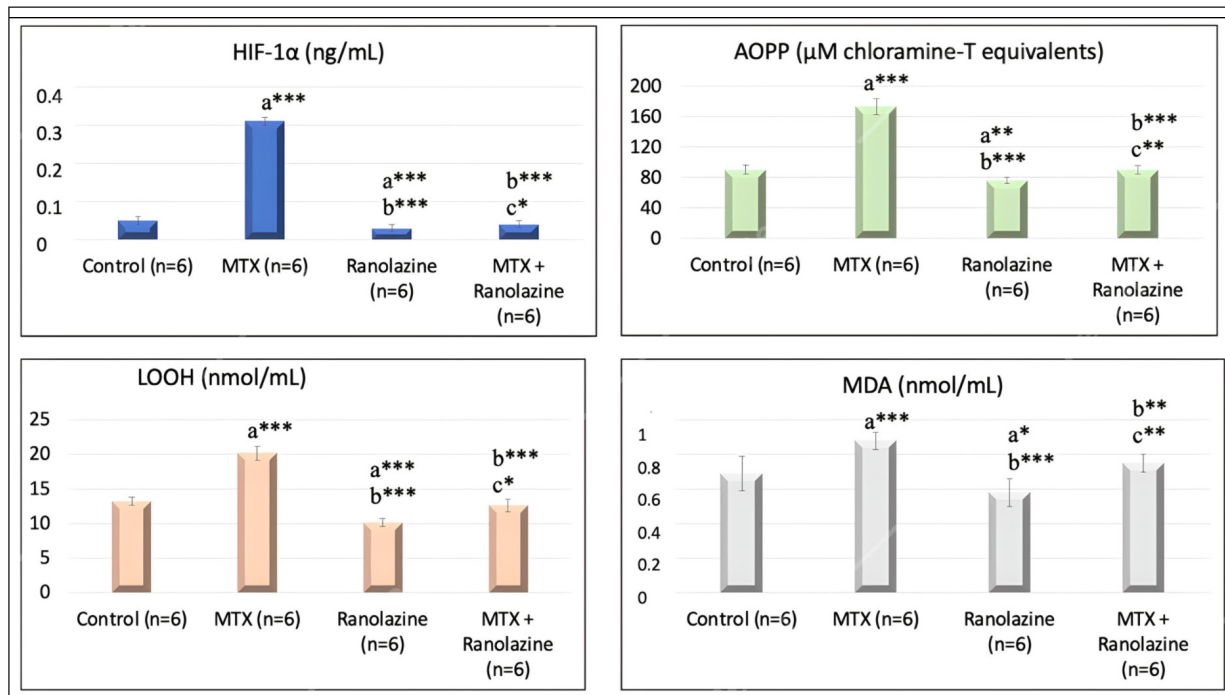 HIF-1α (ng/mL)
0.4
0.3
0.2
0.1
0
a***
a***
b***
b***
c*
Control (n=6)
MTX (n=6)
Ranolazine
(n=6)
MTX +
Ranolazine
(n=6)
AOPP (µM chloramine-T equivalents)
200
160
120
80
40
0
a***
a**
b***
b***
c**
Control (n=6)
MTX (n=6)
Ranolazine
(n=6)
MTX +
Ranolazine
(n=6)
LOOH (nmol/mL)
25
20
15
10
5
0
a***
a***
b***
b***
c*
Control (n=6)
MTX (n=6)
Ranolazine
(n=6)
MTX +
Ranolazine
(n=6)
MDA (nmol/mL)
1
0.8
0.6
0.4
0.2
0
a***
a*
b***
b**
c**
Control (n=6)
MTX (n=6)
Ranolazine
(n=6)
MTX +
Ranolazine
(n=6)